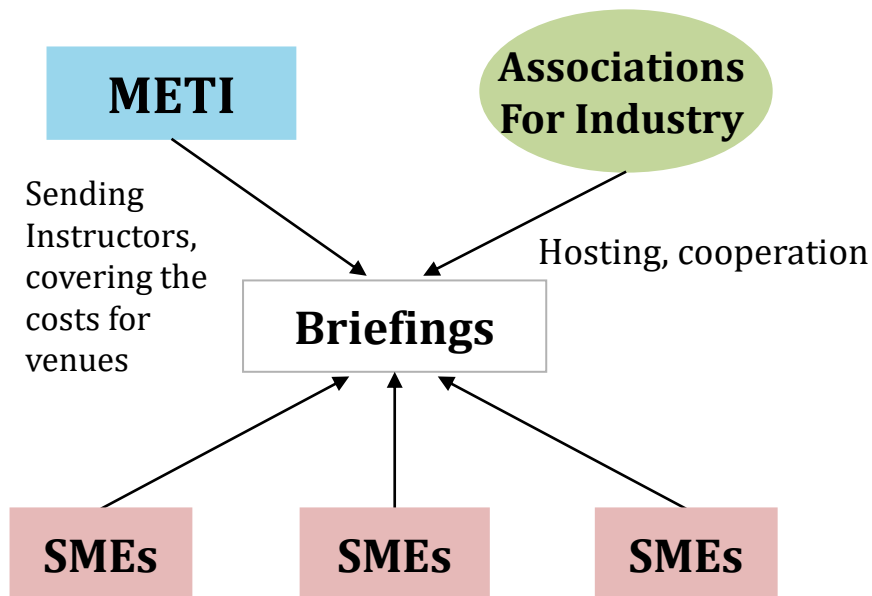 METI
Associations
For Industry
Sending
Instructors,
covering the
costs for
venues
Hosting, cooperation
Briefings
SMEs
SMEs
SMEs